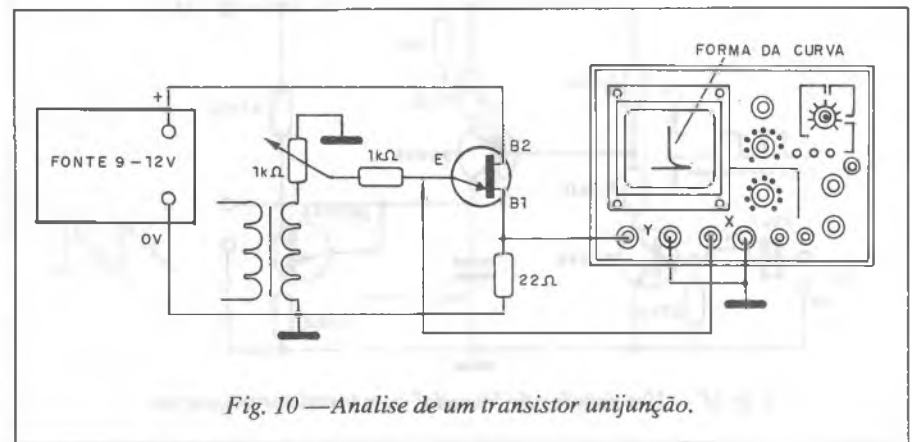 FORMA DA CURVA
+
FONTE 9-12V
0V
1kΩ
1kΩ
E
B2
B1
22Ω
Y
X
Fig. 10 —Analise de um transistor unijunção.